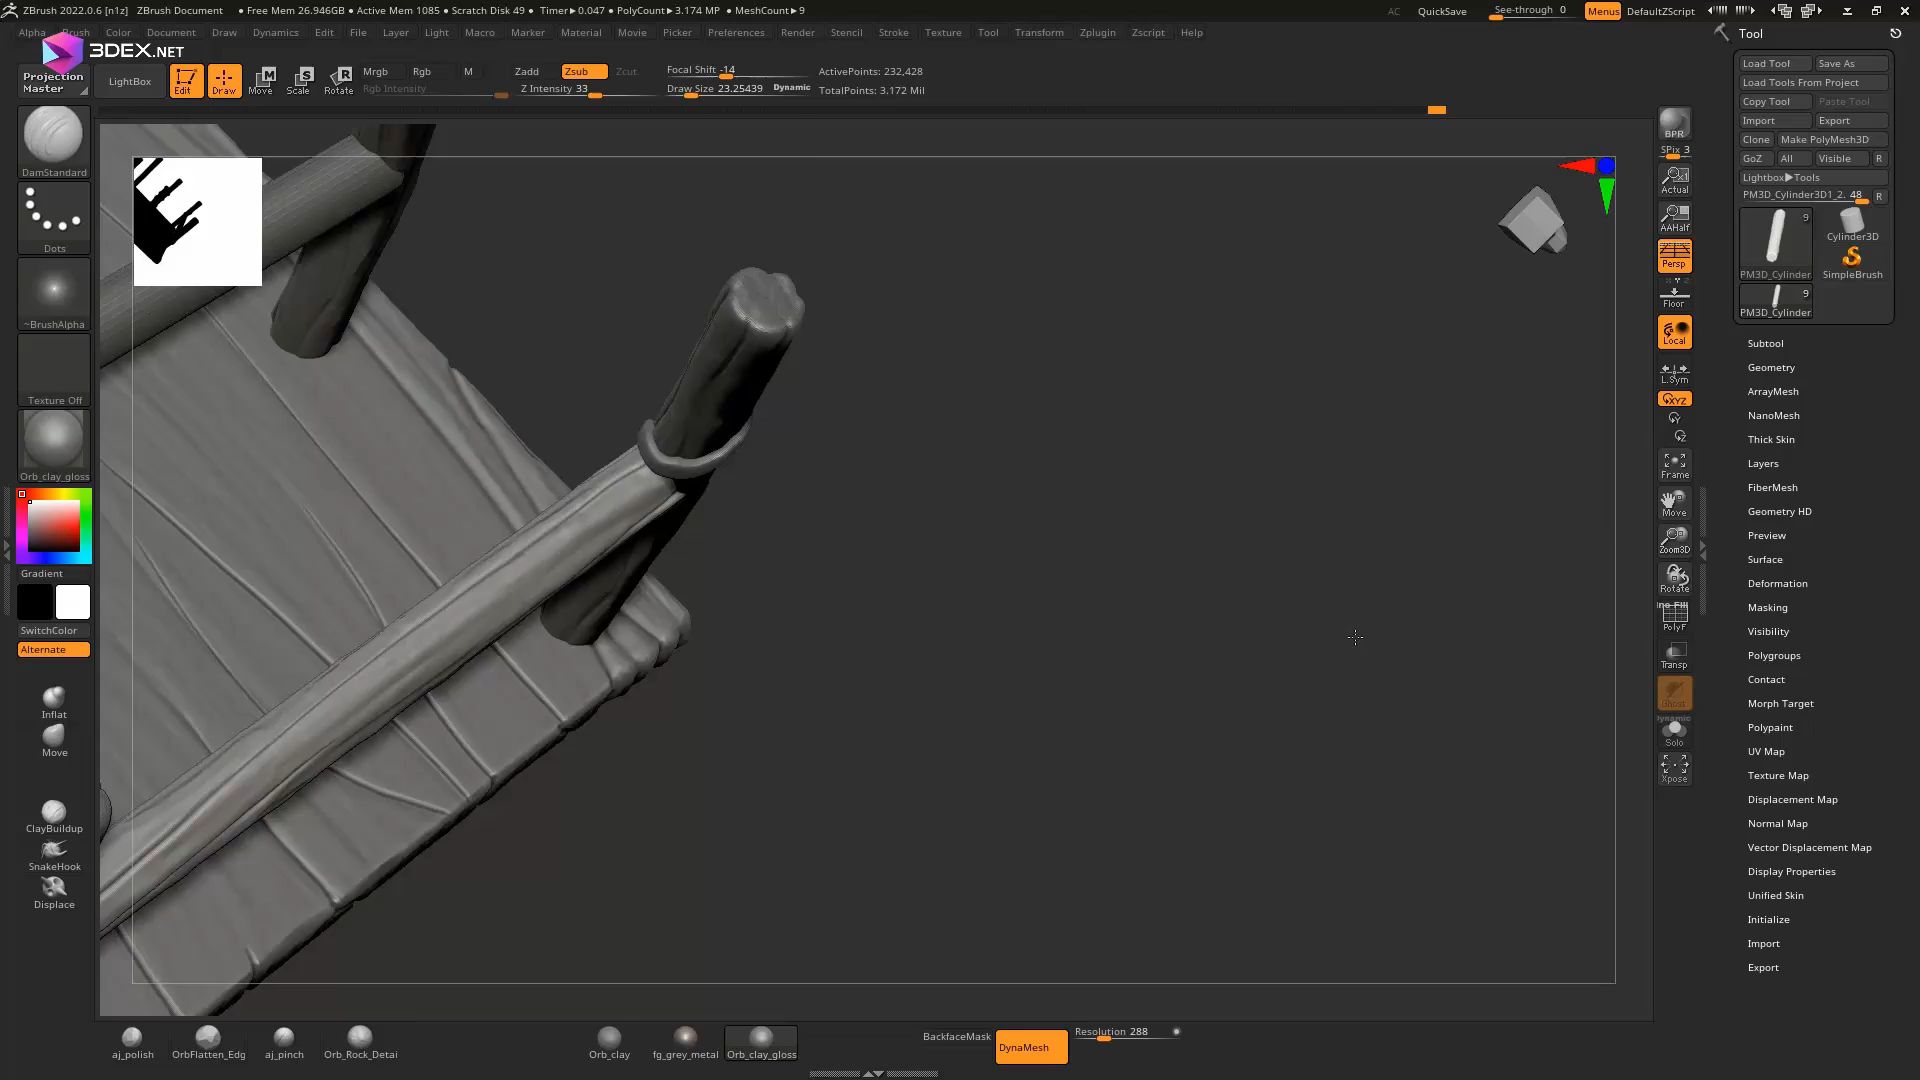 ZBrush 2022.0.6 [n1z] ZBrush Document • Free Mem 26.946GB • Active Mem 1085 • Scratch Disk 49 • Timer▶0.047 • PolyCount▶3.174 MP • MeshCount▶9 AC QuickSave See-through 0 Menus DefaultZScript
Alpha Brush Color Document Draw Dynamics Edit File Layer Light Macro Marker Material Movie Picker Preferences Render Stencil Stroke Texture Tool Transform Zplugin Zscript Help
3DEX.NET
Projection Master
LightBox
Edit
Draw
Move
Scale
Rotate
Mrgb Rgb M
Rgb Intensity
Zadd Zsub Zcut
Z Intensity 33
Focal Shift -14
Draw Size 23.25439 Dynamic
ActivePoints: 232,428
TotalPoints: 3.172 Mil
DamStandard
Dots
~BrushAlpha
Texture Off
Orb_clay_gloss
Gradient
SwitchColor
Alternate
Inflat
Move
ClayBuildup
SnakeHook
Displace
BPR
SPix 3
Actual
AAHalf
Persp
Floor
Local
L.Sym
XYZ
Y
Z
Frame
Move
Zoom3D
Rotate
PolyF
Transp
Ghost
Dynamic
Solo
Xpose
Tool
Load Tool Save As
Load Tools From Project
Copy Tool Paste Tool
Import Export
Clone Make PolyMesh3D
GoZ All Visible R
Lightbox▶Tools
PM3D_Cylinder3D1_2. 48 R
9
PM3D_Cylinder
Cylinder3D
SimpleBrush
9
PM3D_Cylinder
Subtool
Geometry
ArrayMesh
NanoMesh
Thick Skin
Layers
FiberMesh
Geometry HD
Preview
Surface
Deformation
Masking
Visibility
Polygroups
Contact
Morph Target
Polypaint
UV Map
Texture Map
Displacement Map
Normal Map
Vector Displacement Map
Display Properties
Unified Skin
Initialize
Import
Export
aj_polish OrbFlatten_Edg aj_pinch Orb_Rock_Detai Orb_clay fg_grey_metal Orb_clay_gloss
BackfaceMask
DynaMesh
Resolution 288